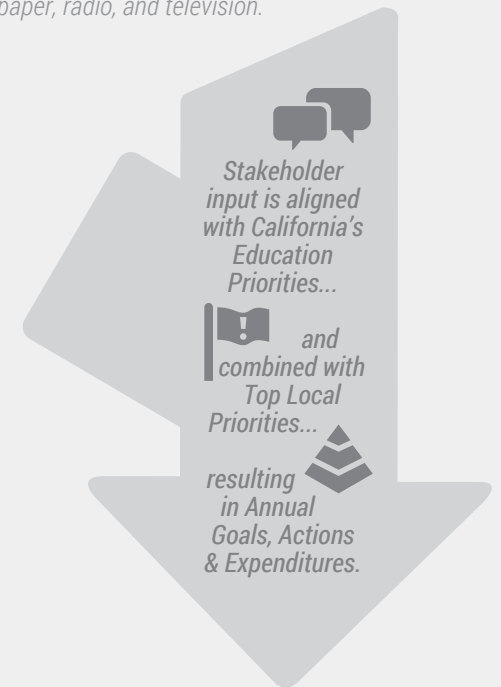 paper, radio, and television.
Stakeholder
input is aligned
with California's
Education
Priorities...
and
combined with
Top Local
Priorities...
resulting
in Annual
Goals, Actions
& Expenditures.